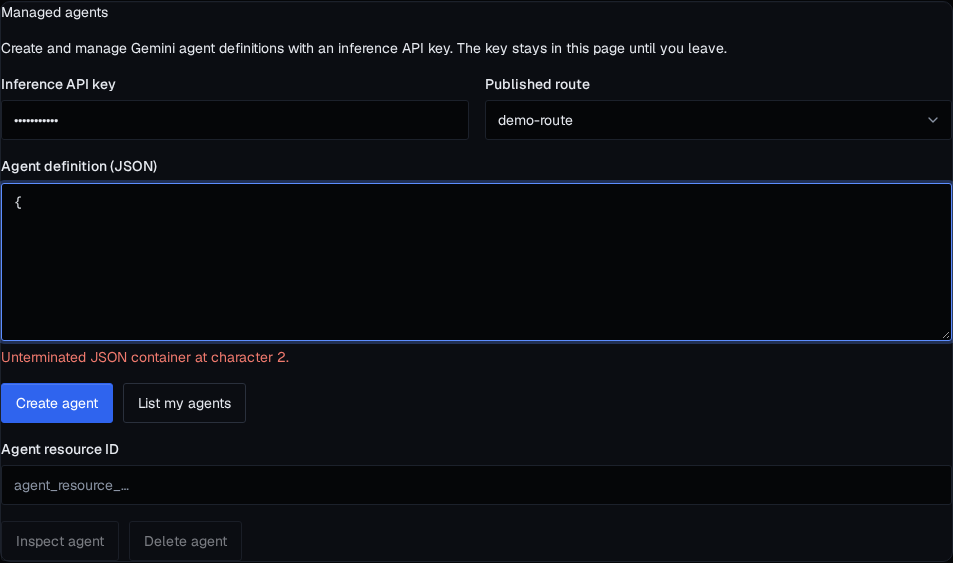 Managed agents
Create and manage Gemini agent definitions with an inference API key. The key stays in this page until you leave.
Inference API key
Published route
•••••••••••
demo-route
Agent definition (JSON)
{
Unterminated JSON container at character 2.
Create agent
List my agents
Agent resource ID
agent_resource_...
Inspect agent
Delete agent